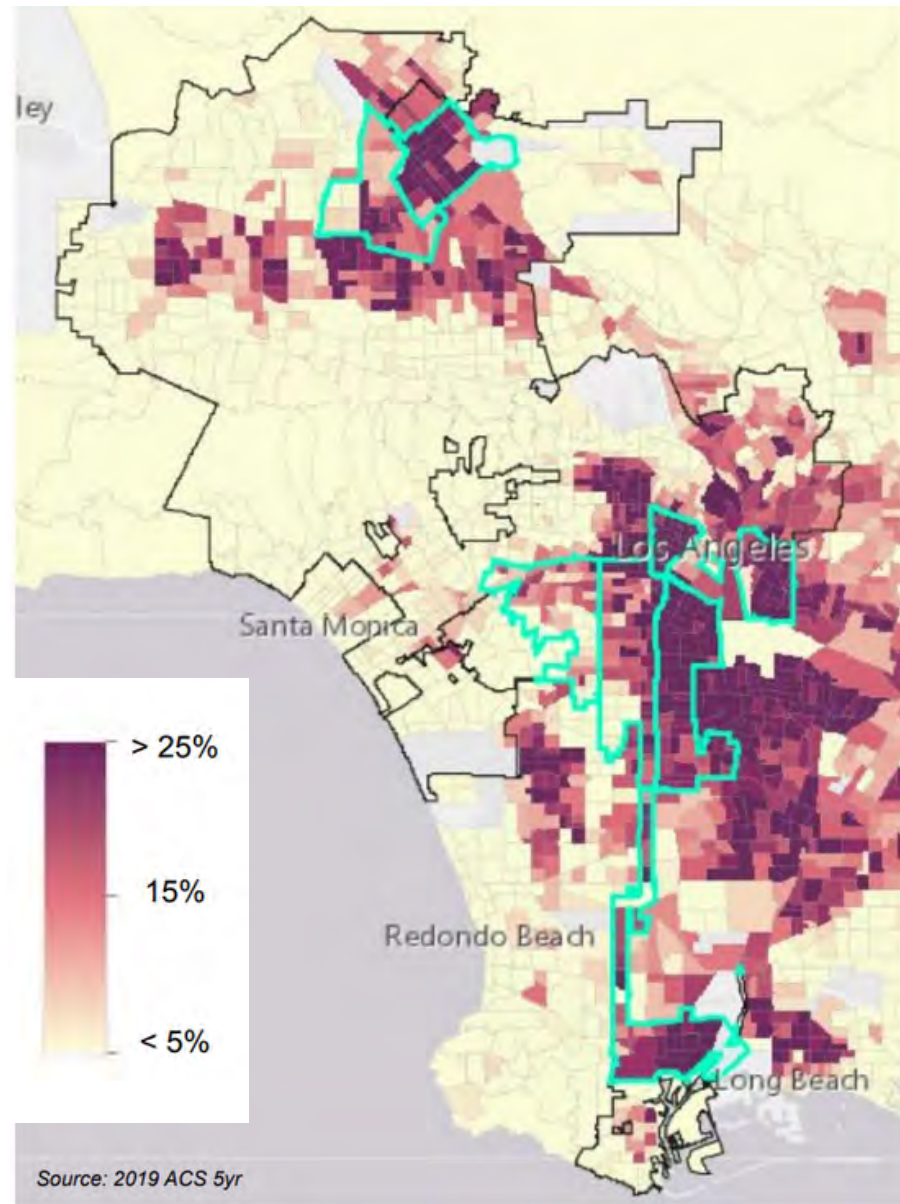 ley
Los Angeles
Santa Monica
> 25%
15%
Redondo Beach
< 5%
Long Beach
Source: 2019 ACS 5yr